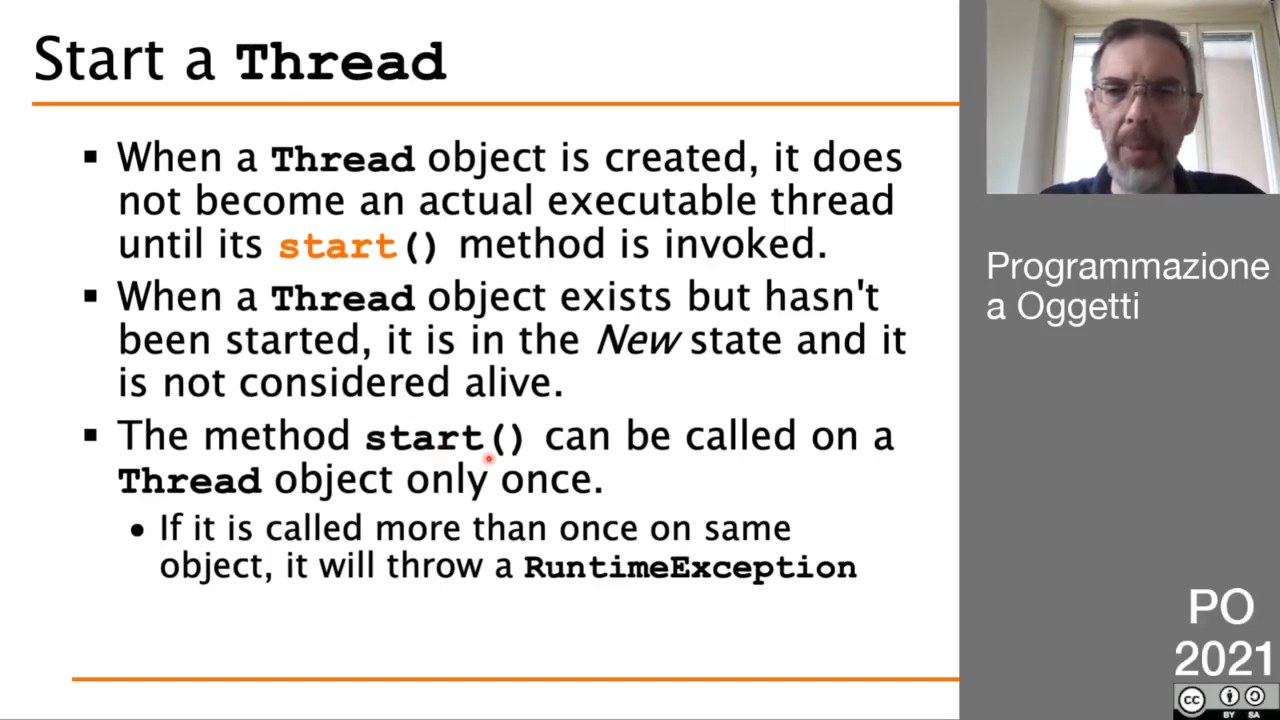 Start a Thread
▪ When a Thread object is created, it does
not become an actual executable thread
until its start() method is invoked.
▪ When a Thread object exists but hasn't
been started, it is in the New state and it
is not considered alive.
▪ The method start() can be called on a
Thread object only once.
• If it is called more than once on same
object, it will throw a RuntimeException
Programmazione
a Oggetti
PO
2021
cc
BY SA